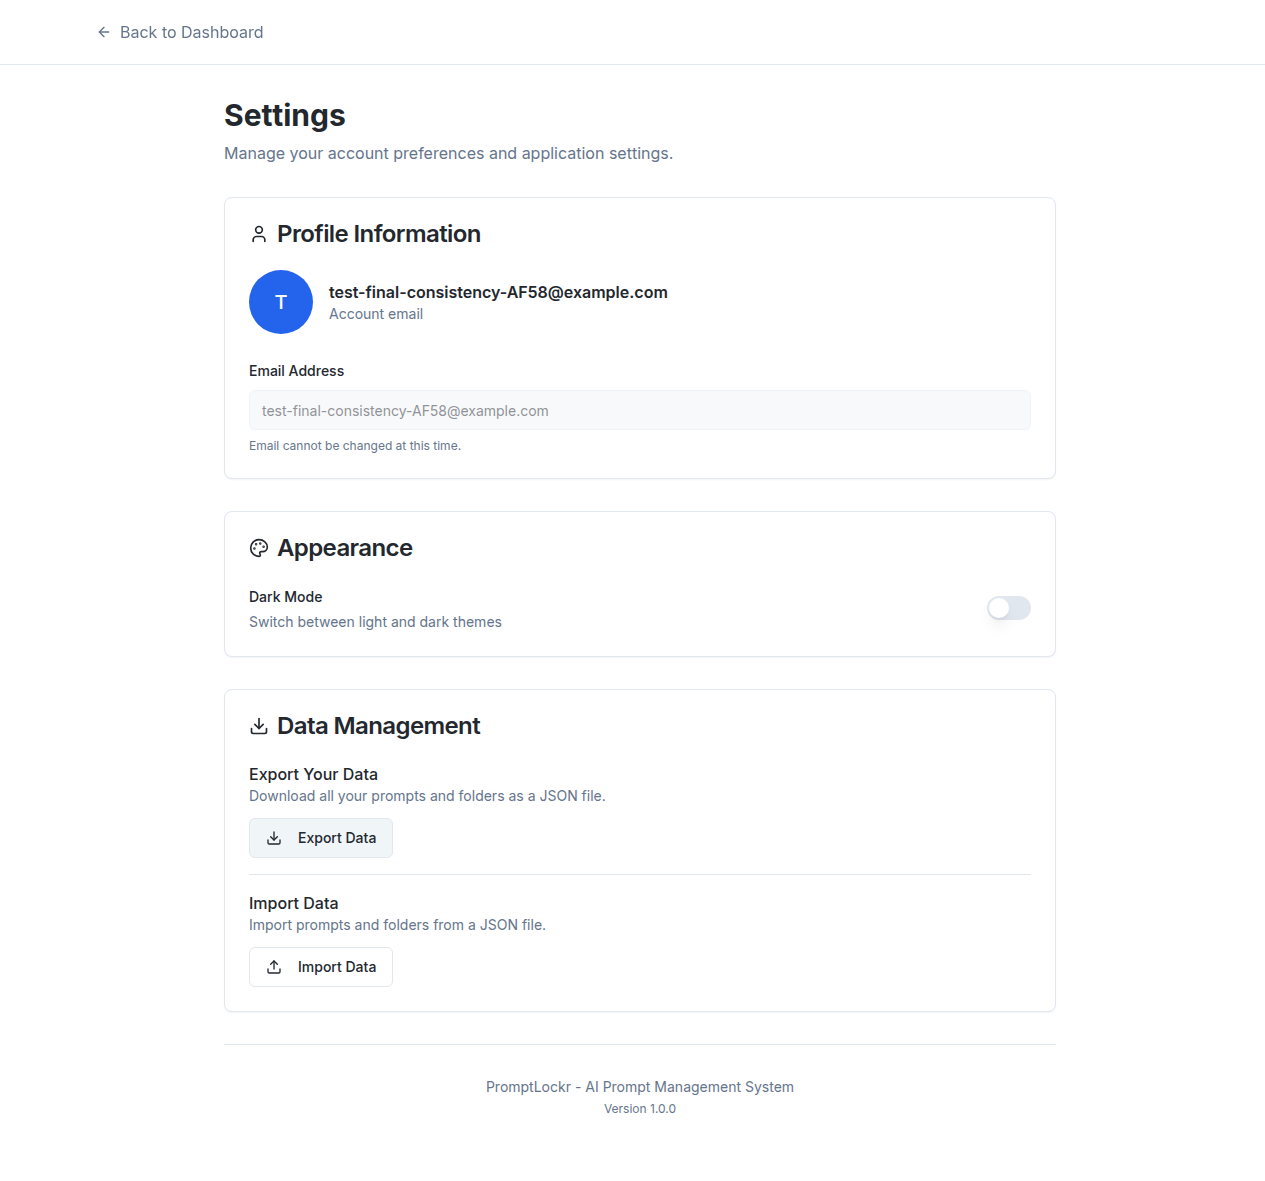 Back to Dashboard
Settings
Manage your account preferences and application settings.
Profile Information
T
test-final-consistency-AF58@example.com
Account email
Email Address
test-final-consistency-AF58@example.com
Email cannot be changed at this time.
Appearance
Dark Mode
Switch between light and dark themes
Data Management
Export Your Data
Download all your prompts and folders as a JSON file.
Export Data
Import Data
Import prompts and folders from a JSON file.
Import Data
PromptLockr - AI Prompt Management System
Version 1.0.0